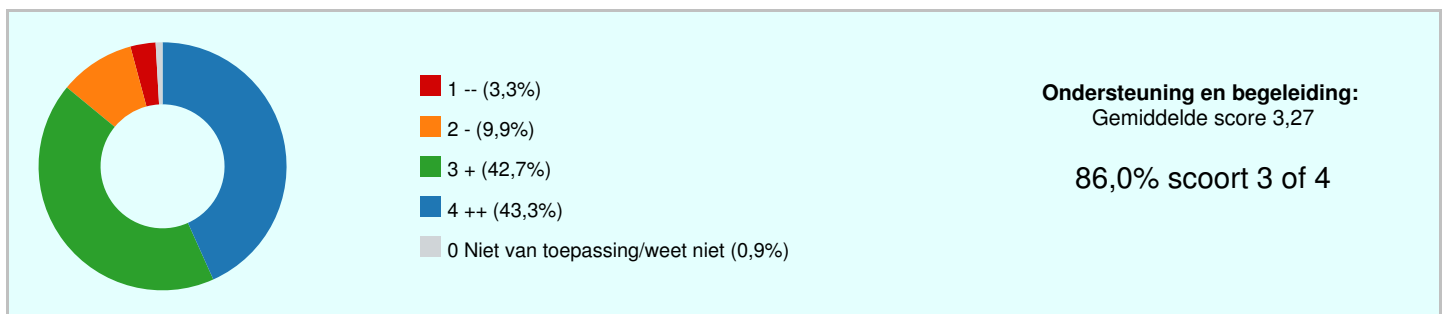 1 -- (3,3%)
2 - (9,9%)
3 + (42,7%)
4 ++ (43,3%)
0 Niet van toepassing/weet niet (0,9%)
Ondersteuning en begeleiding:
Gemiddelde score 3,27
86,0% scoort 3 of 4